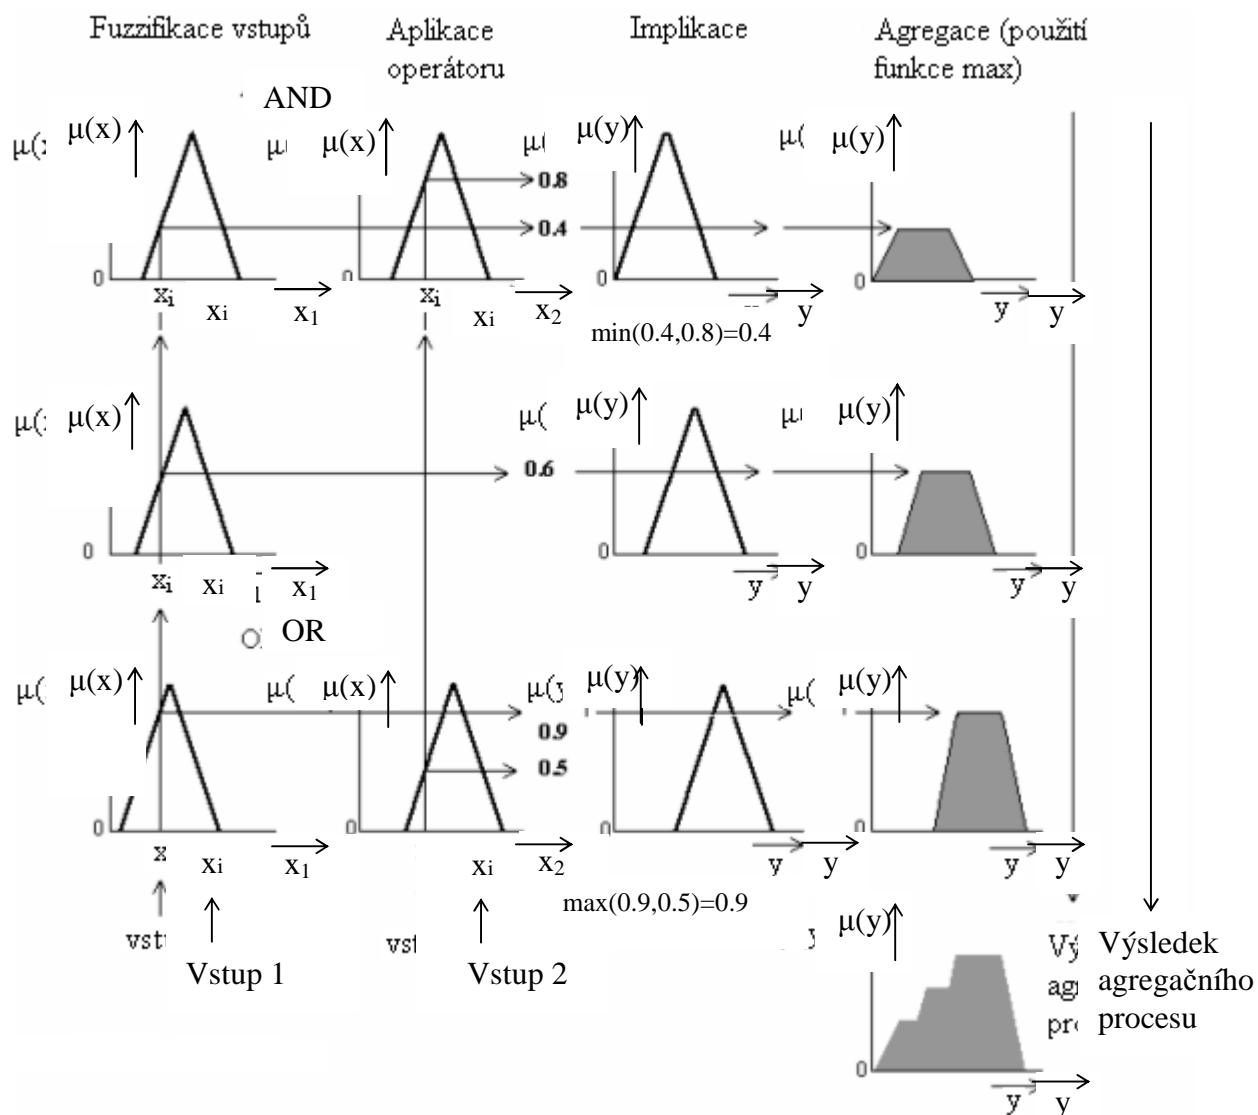 Fuzzifikace vstupů
Aplikace
operátoru
Implikace
Agregace (použití
funkce max)
AND
μ(x)
μ(x)
μ(y)
μ(y)
0.8
0.4
0
0
0
0
xi
xi
x1
xi
xi
x2
y
y
y
min(0.4,0.8)=0.4
μ(x)
μ(y)
μ(y)
0.6
0
0
0
xi
xi
x1
y
y
y
y
OR
μ(x)
μ(x)
μ(y)
μ(y)
0.9
0.5
0
0
0
0
x
xi
x1
xi
x2
y
y
y
y
max(0.9,0.5)=0.9
Vstup 1
Vstup 2
μ(y)
0
y
y
Výsledek
agregačního
procesu